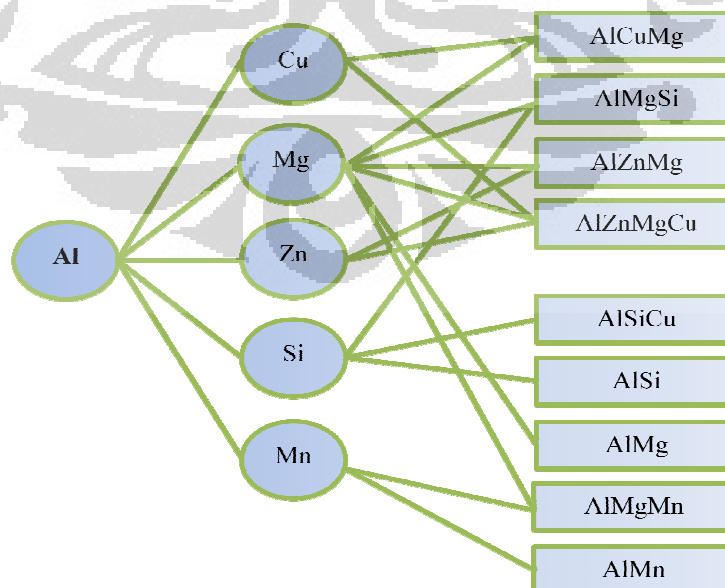 Cu
Mg
Al
Zn
Si
Mn
AlCuMg
AlMgSi
AlZnMg
AlZnMgCu
AlSiCu
AlSi
AlMg
AlMgMn
AlMn